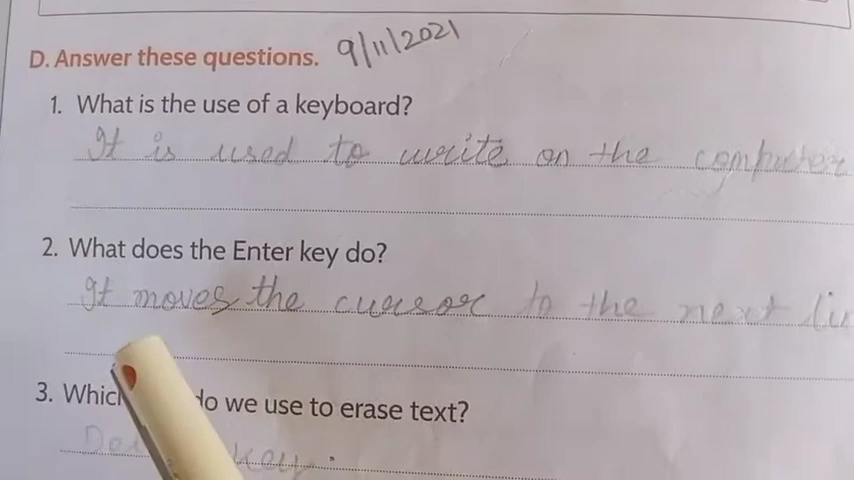 D. Answer these questions. 9/11/2021
1. What is the use of a keyboard?
It is used to write on the computer
2. What does the Enter key do?
It moves the cursor to the next
3. do we use to erase text?
key.